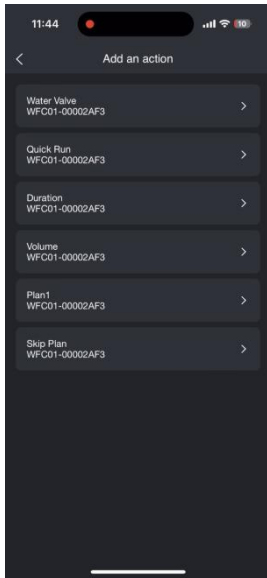 11:44
10
Add an action
Water Valve
WFC01-00002AF3
Quick Run
WFC01-00002AF3
Duration
WFC01-00002AF3
Volume
WFC01-00002AF3
Plan1
WFC01-00002AF3
Skip Plan
WFC01-00002AF3